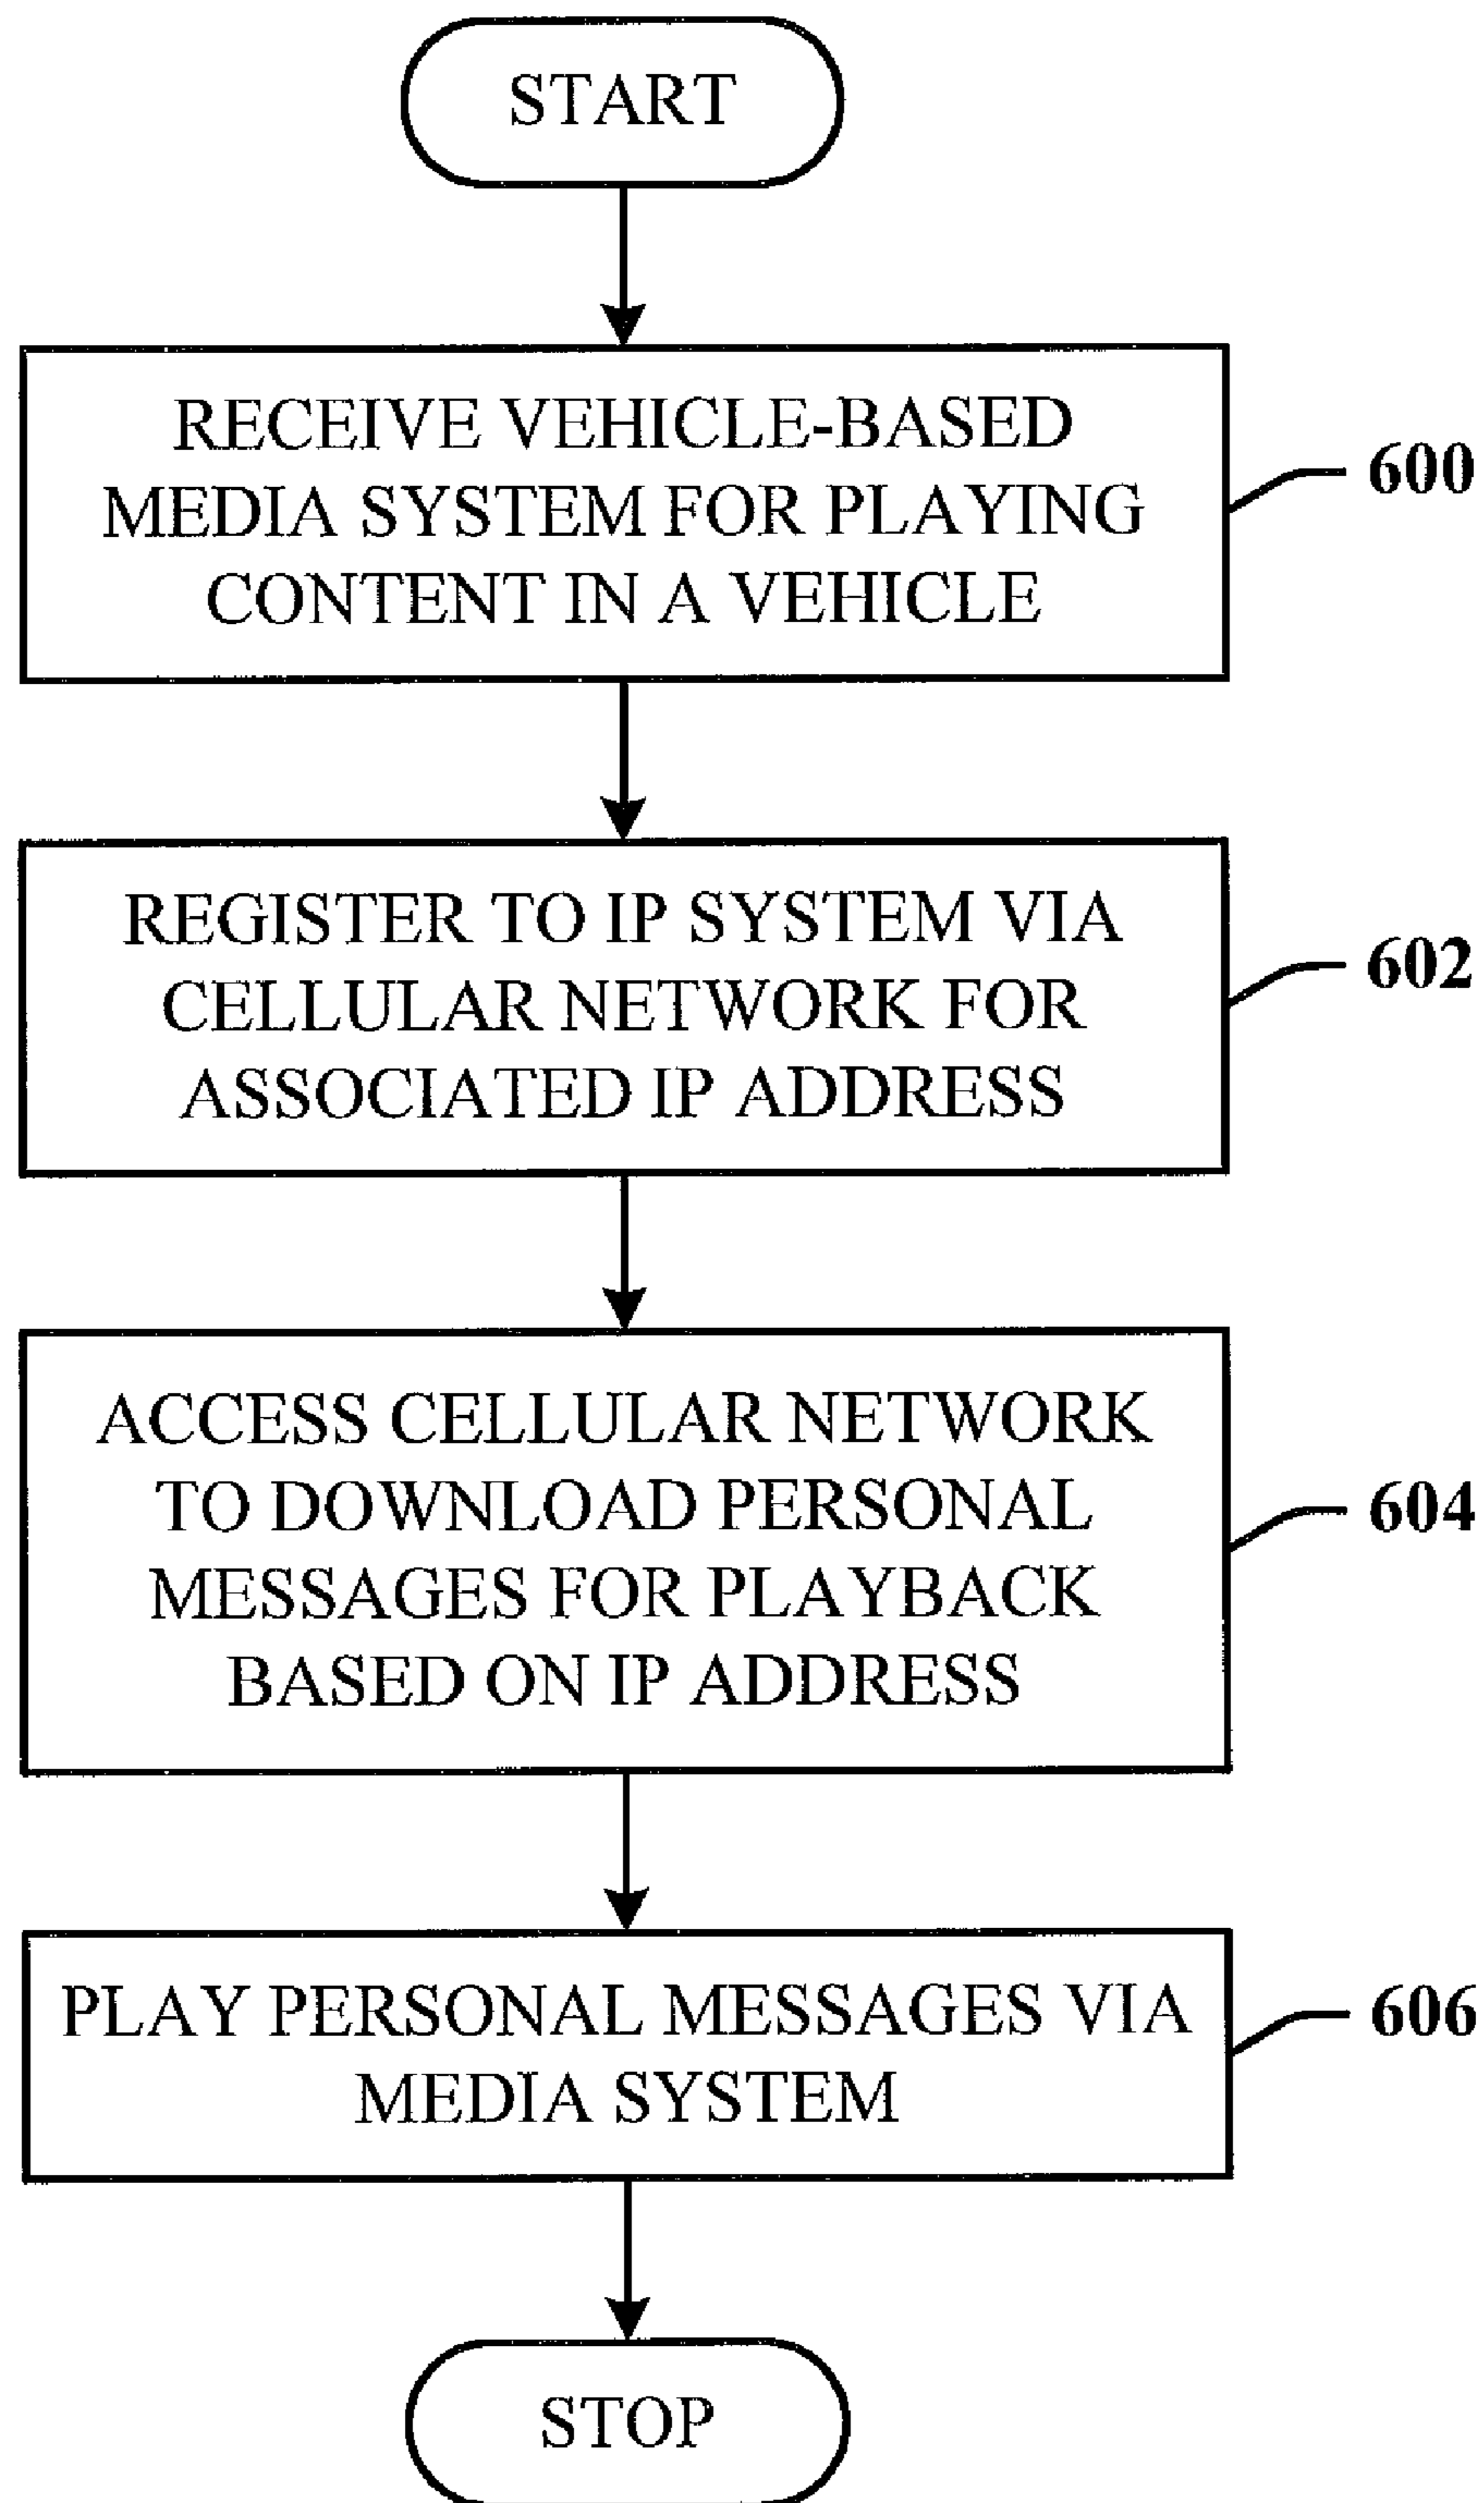 START
RECEIVE VEHICLE-BASED
MEDIA SYSTEM FOR PLAYING
CONTENT IN A VEHICLE
600
REGISTER TO IP SYSTEM VIA
CELLULAR NETWORK FOR
ASSOCIATED IP ADDRESS
602
ACCESS CELLULAR NETWORK
TO DOWNLOAD PERSONAL
MESSAGES FOR PLAYBACK
BASED ON IP ADDRESS
604
PLAY PERSONAL MESSAGES VIA
MEDIA SYSTEM
606
STOP